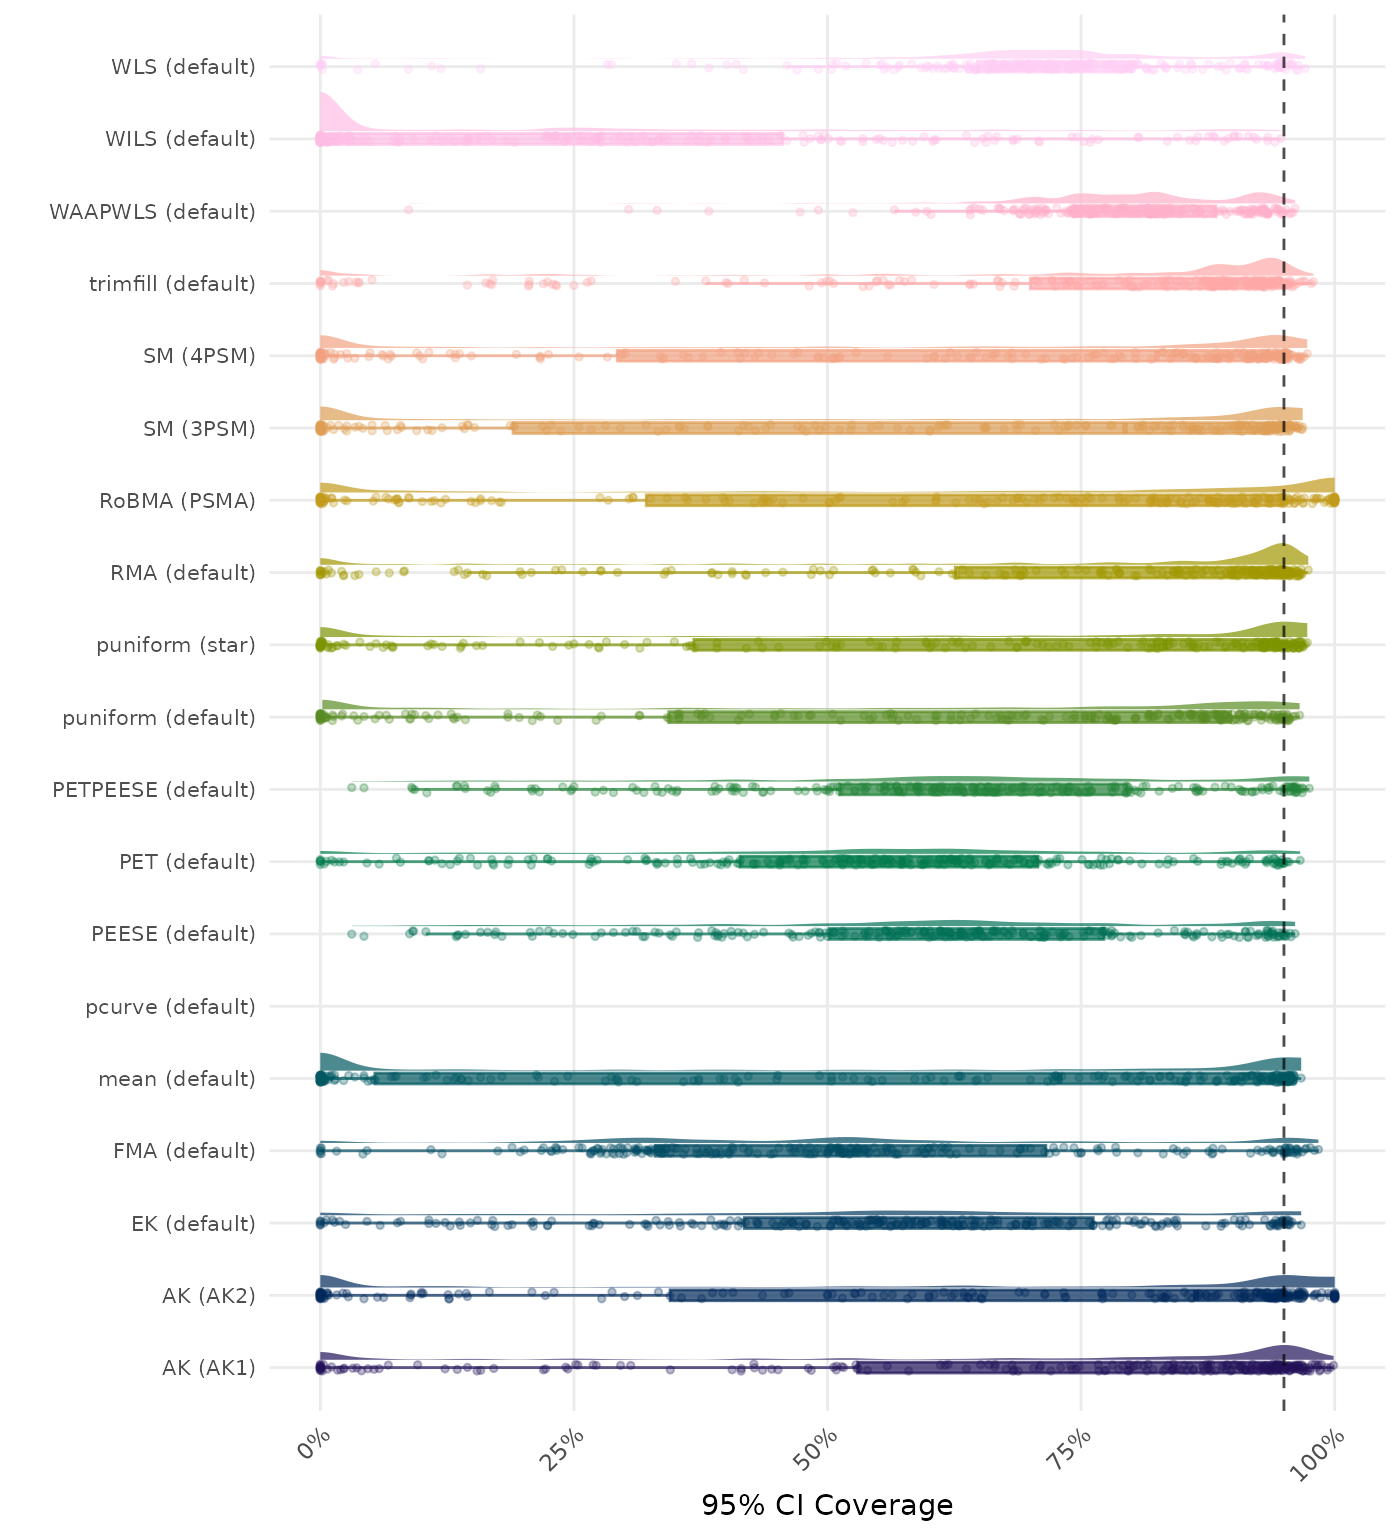 WLS (default)
WILS (default)
WAAPWLS (default)
trimfill (default)
SM (4PSM)
SM (3PSM)
RoBMA (PSMA)
RMA (default)
puniform (star)
puniform (default)
PETPEESE (default)
PET (default)
PEESE (default)
pcurve (default)
mean (default)
FMA (default)
EK (default)
AK (AK2)
AK (AK1)
0% 25% 50% 75% 100%
95% CI Coverage